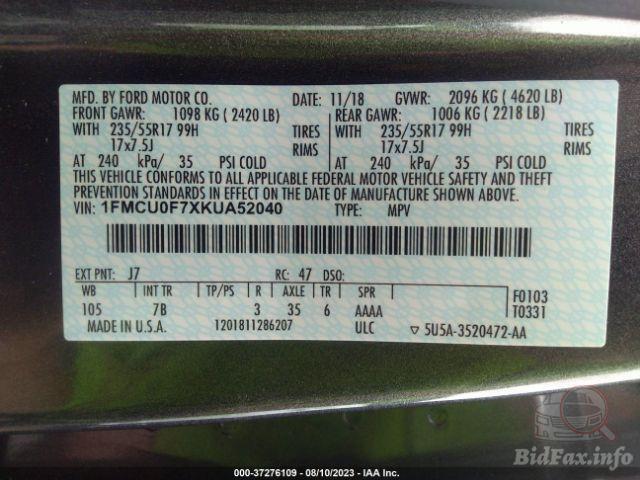 MFD. BY FORD MOTOR CO. DATE: 11/18 GVWR: 2096 KG ( 4620 LB)
FRONT GAWR: 1098 KG ( 2420 LB) REAR GAWR: 1006 KG ( 2218 LB)
WITH 235/55R17 99H TIRES WITH 235/55R17 99H TIRES
17x7.5J RIMS 17x7.5J RIMS
AT 240 kPa/ 35 PSI COLD AT 240 kPa/ 35 PSI COLD
THIS VEHICLE CONFORMS TO ALL APPLICABLE FEDERAL MOTOR VEHICLE SAFETY AND THEFT
PREVENTION STANDARDS IN EFFECT ON THE DATE OF MANUFACTURE SHOWN ABOVE.
VIN: 1FMCU0F7XKUA52040 TYPE: MPV
EXT PNT: J7 RC: 47 DSO:
WB INT TR TP/PS R AXLE TR SPR F0103
105 7B 3 35 6 AAAA T0331
MADE IN U.S.A. 1201811286207 ULC ▽ 5U5A-3520472-AA
BidFax.info
000-37276109 - 08/10/2023 - IAA Inc.